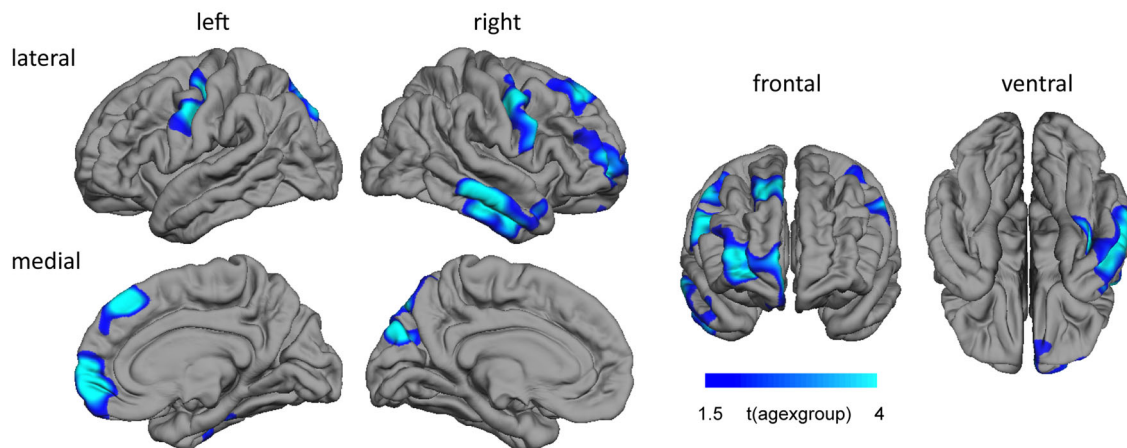 left right
lateral
frontal ventral
medial
1.5 t(agexgroup) 4